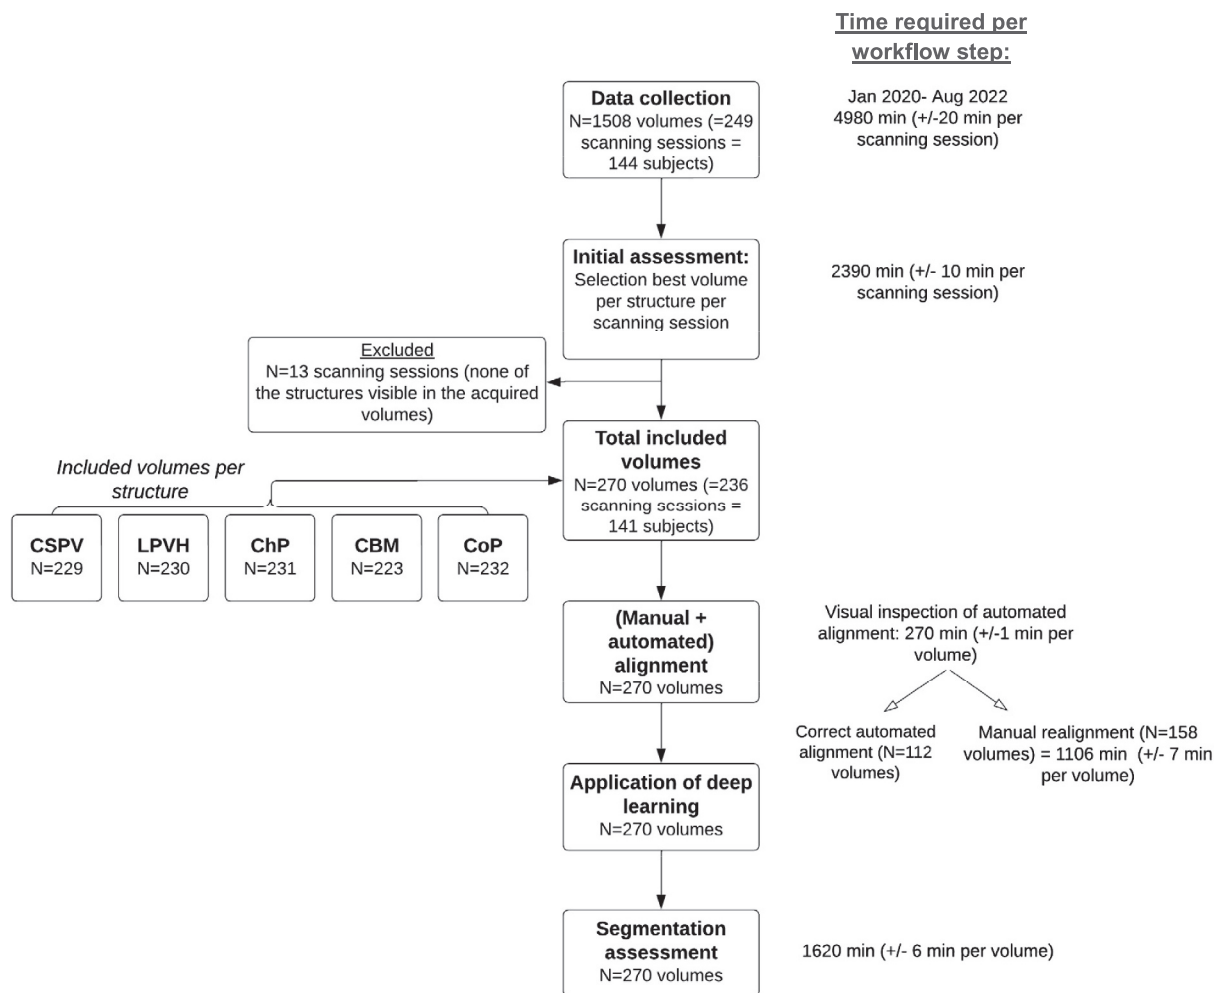 Time required per
workflow step:
Data collection
N=1508 volumes (=249
scanning sessions =
144 subjects)
Jan 2020- Aug 2022
4980 min (+/-20 min per
scanning session)
Initial assessment:
Selection best volume
per structure per
scanning session
2390 min (+/- 10 min per
scanning session)
Excluded
N=13 scanning sessions (none of
the structures visible in the acquired
volumes)
Total included
volumes
N=270 volumes (=236
scanning sessions =
141 subjects)
Included volumes per
structure
CSPV
N=229
LPVH
N=230
ChP
N=231
CBM
N=223
CoP
N=232
(Manual +
automated)
alignment
N=270 volumes
Visual inspection of automated
alignment: 270 min (+/-1 min per
volume)
Correct automated
alignment (N=112
volumes)
Manual realignment (N=158
volumes) = 1106 min (+/- 7 min
per volume)
Application of deep
learning
N=270 volumes
Segmentation
assessment
N=270 volumes
1620 min (+/- 6 min per volume)